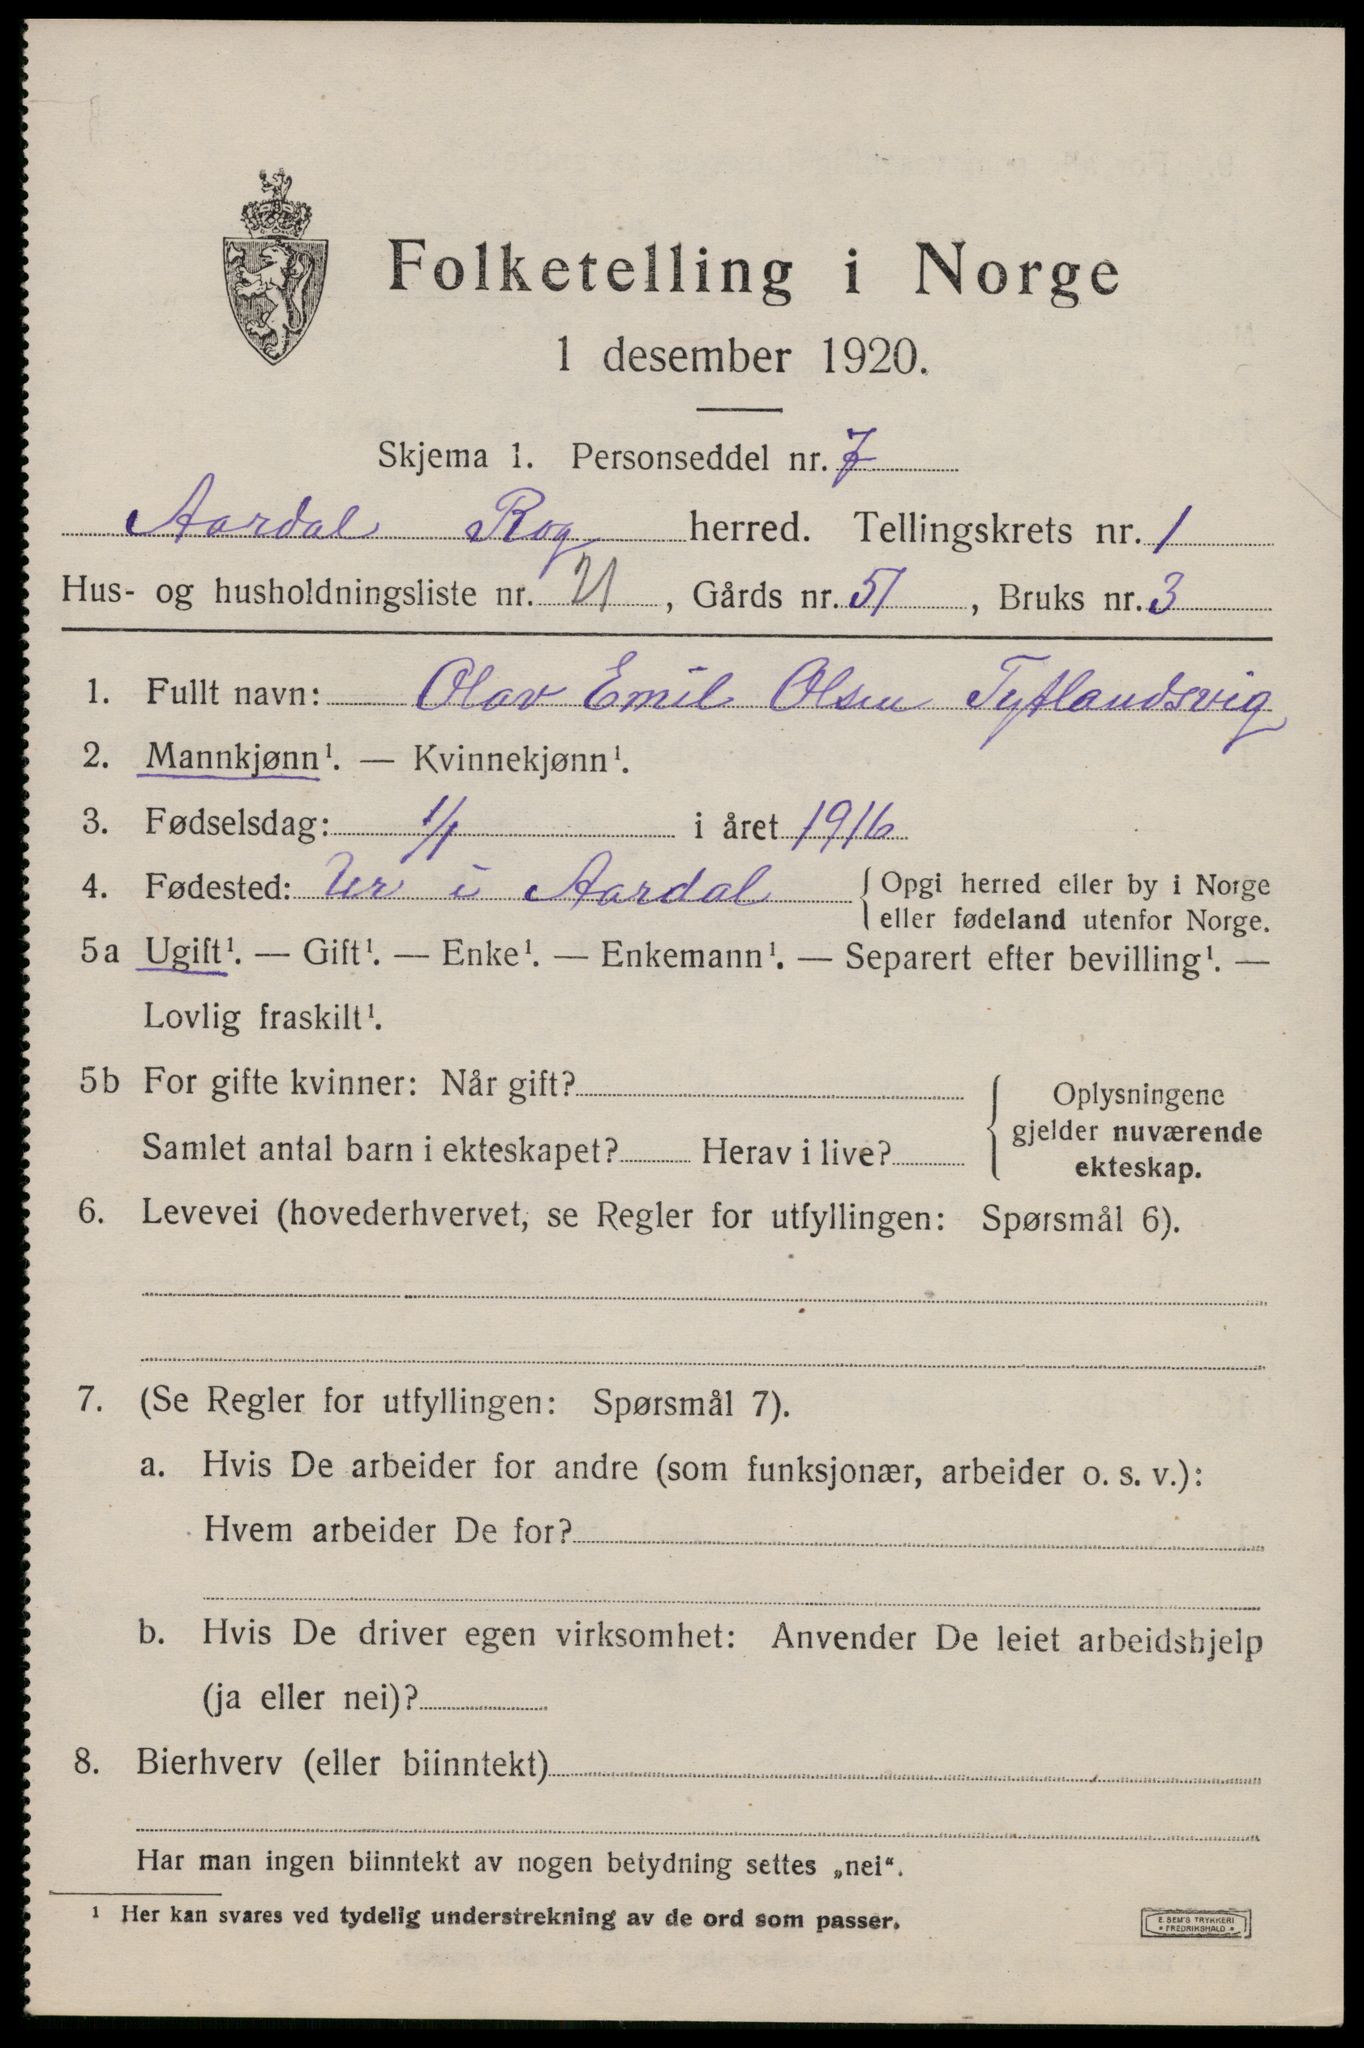 Folketelling i Norge
1 desember 1920.
Skjema 1. Personseddel nr. 7
Aardal Rog herred. Tellingskrets nr. 1
Hus- og husholdningsliste nr. 21, Gårds nr. 51, Bruks nr. 3
1. Fullt navn: Olav Emil Olsen Tytlandsvig
2. Mannkjønn¹. — Kvinnekjønn¹.
3. Fødselsdag: 1/1 i året 1916
4. Fødested: Ur i Aardal { Opgi herred eller by i Norge
eller fødeland utenfor Norge.
5a Ugift¹. — Gift¹. — Enke¹. — Enkemann¹. — Separert efter bevilling¹. —
Lovlig fraskilt¹.
5b For gifte kvinner: Når gift?
Samlet antal barn i ekteskapet? Herav i live?
{ Oplysningene
gjelder nuværende
ekteskap.
6. Levevei (hovederhvervet, se Regler for utfyllingen: Spørsmål 6).
7. (Se Regler for utfyllingen: Spørsmål 7).
a. Hvis De arbeider for andre (som funksjonær, arbeider o. s. v.):
Hvem arbeider De for?
b. Hvis De driver egen virksomhet: Anvender De leiet arbeidshjelp
(ja eller nei)?
8. Bierhverv (eller biinntekt)
Har man ingen biinntekt av nogen betydning settes „nei“.
¹ Her kan svares ved tydelig understrekning av de ord som passer.
E. SEM'S TRYKKERI
* FREDRIKSHALD *